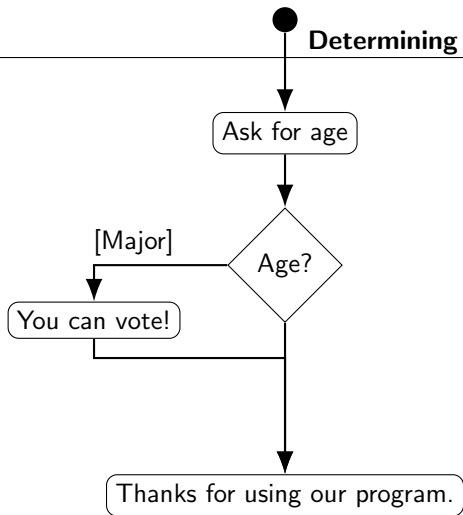 Determining
Ask for age
Age?
[Major]
You can vote!
Thanks for using our program.